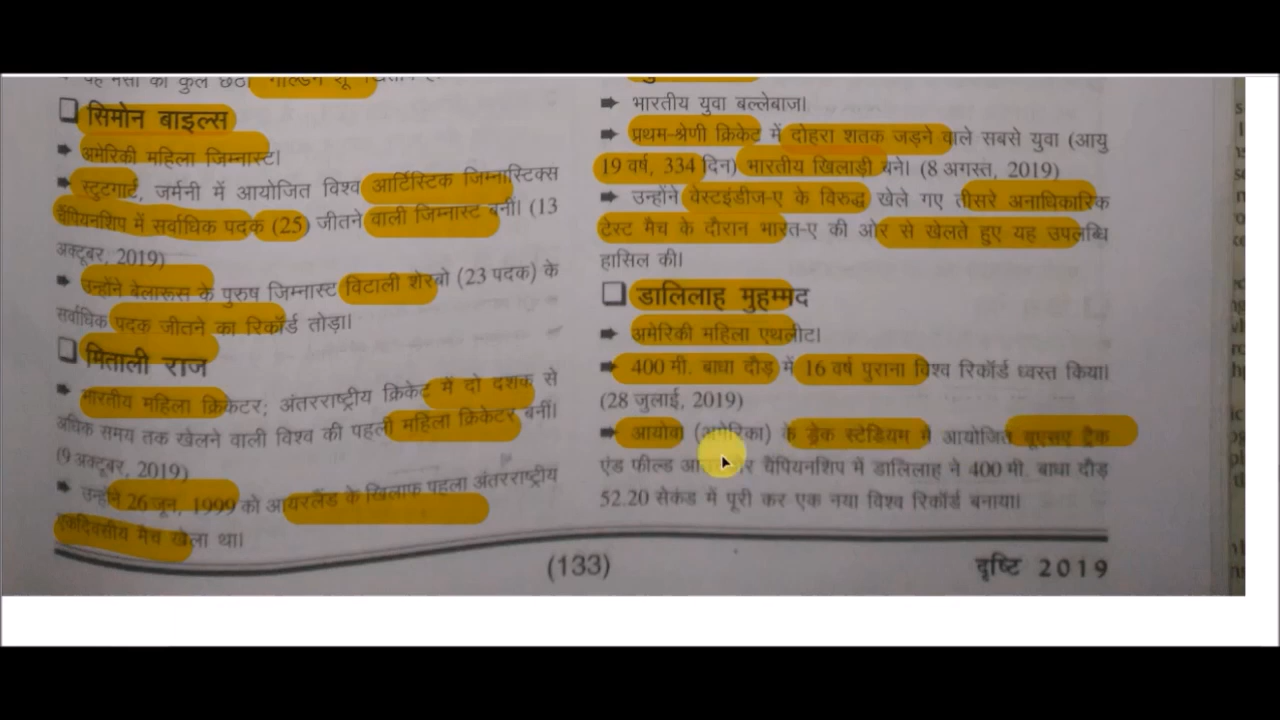 यह मेसी का कुल छठा 'गोल्डन शू' खिताब है।
❑ सिमोन बाइल्स
➡ अमेरिकी महिला जिम्नास्ट।
➡ स्टुटगार्ट, जर्मनी में आयोजित विश्व आर्टिस्टिक जिम्नास्टिक्स
चैंपियनशिप में सर्वाधिक पदक (25) जीतने वाली जिम्नास्ट बनीं। (13
अक्टूबर, 2019)
➡ उन्होंने बेलारूस के पुरुष जिम्नास्ट विटाली शेरबो (23 पदक) के
सर्वाधिक पदक जीतने का रिकॉर्ड तोड़ा।
❑ मिताली राज
➡ भारतीय महिला क्रिकेटर; अंतरराष्ट्रीय क्रिकेट में दो दशक से
अधिक समय तक खेलने वाली विश्व की पहली महिला क्रिकेटर बनीं।
(9 अक्टूबर, 2019)
➡ उन्होंने 26 जून, 1999 को आयरलैंड के खिलाफ पहला अंतरराष्ट्रीय
एकदिवसीय मैच खेला था।
➡ भारतीय युवा बल्लेबाज।
➡ प्रथम-श्रेणी क्रिकेट में दोहरा शतक जड़ने वाले सबसे युवा (आयु
19 वर्ष, 334 दिन) भारतीय खिलाड़ी बने। (8 अगस्त, 2019)
➡ उन्होंने वेस्टइंडीज-ए के विरुद्ध खेले गए तीसरे अनाधिकारिक
टेस्ट मैच के दौरान भारत-ए की ओर से खेलते हुए यह उपलब्धि
हासिल की।
❑ डालिलाह मुहम्मद
➡ अमेरिकी महिला एथलीट।
➡ 400 मी. बाधा दौड़ में 16 वर्ष पुराना विश्व रिकॉर्ड ध्वस्त किया।
(28 जुलाई, 2019)
➡ आयोवा (अमेरिका) के ड्रेक स्टेडियम में आयोजित यूएसए ट्रैक
एंड फील्ड चैंपियनशिप में डालिलाह ने 400 मी. बाधा दौड़
52.20 सेकंड में पूरी कर एक नया विश्व रिकॉर्ड बनाया।
(133)
दृष्टि 2019